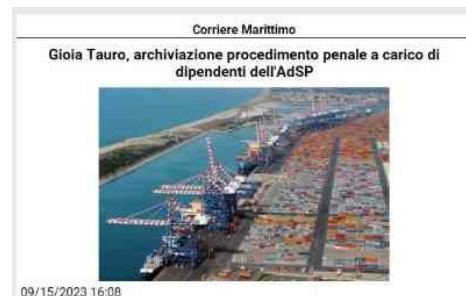 Corriere Marittimo
Gioia Tauro, archiviazione procedimento penale a carico di
dipendenti dell'AdSP
09/15/2023 16:08